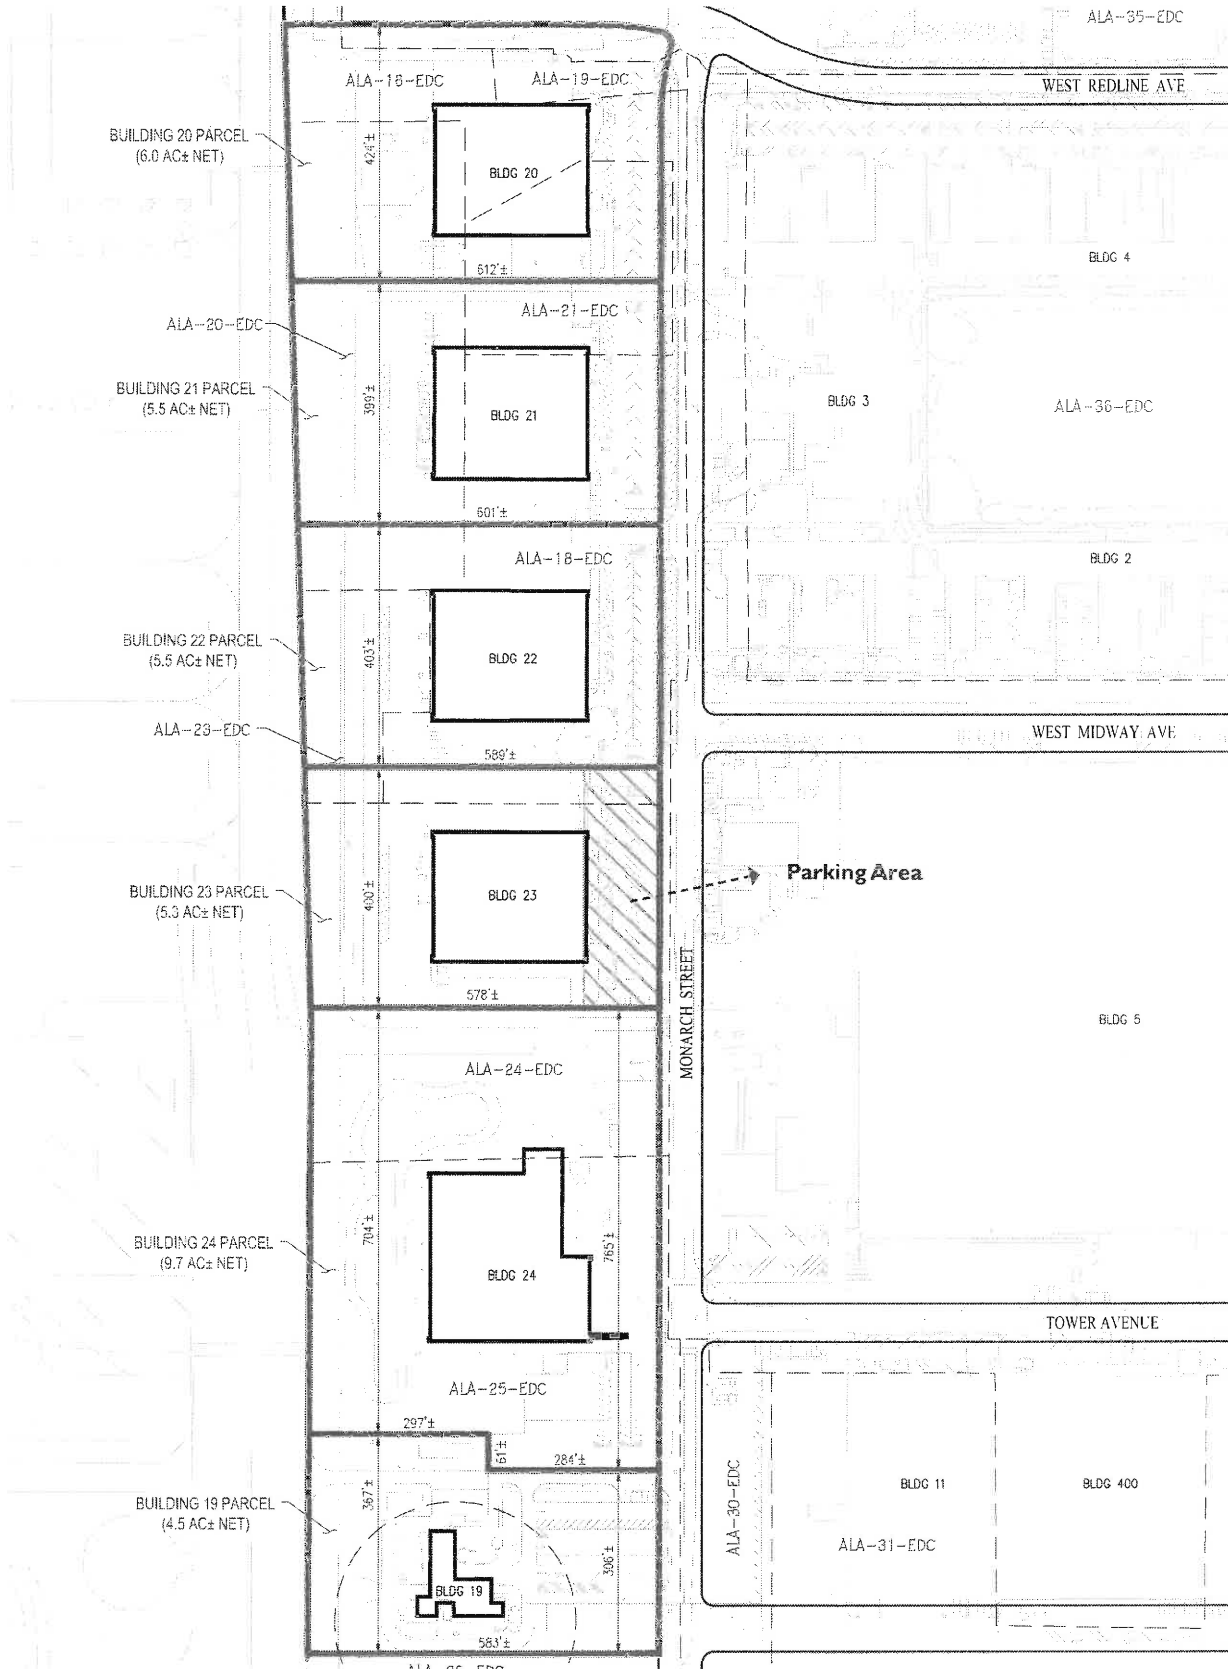 ALA-35-EDC
WEST REDLINE AVE
ALA-16-EDC
ALA-19-EDC
BUILDING 20 PARCEL
(6.0 AC± NET)
424'±
BLDG 20
BLDG 4
612'±
ALA-21-EDC
ALA-20-EDC
BUILDING 21 PARCEL
(5.5 AC± NET)
399'±
BLDG 21
BLDG 3
ALA-36-EDC
601'±
ALA-18-EDC
BLDG 2
BUILDING 22 PARCEL
(5.5 AC± NET)
403'±
BLDG 22
ALA-23-EDC
589'±
WEST MIDWAY AVE
Parking Area
BUILDING 23 PARCEL
(5.3 AC± NET)
400'±
BLDG 23
578'±
MONARCH STREET
BLDG 5
ALA-24-EDC
BUILDING 24 PARCEL
(9.7 AC± NET)
704'±
765'±
BLDG 24
TOWER AVENUE
ALA-25-EDC
297'±
61'±
284'±
BUILDING 19 PARCEL
(4.5 AC± NET)
367'±
306'±
BLDG 19
583'±
ALA-30-EDC
BLDG 11
BLDG 400
ALA-31-EDC